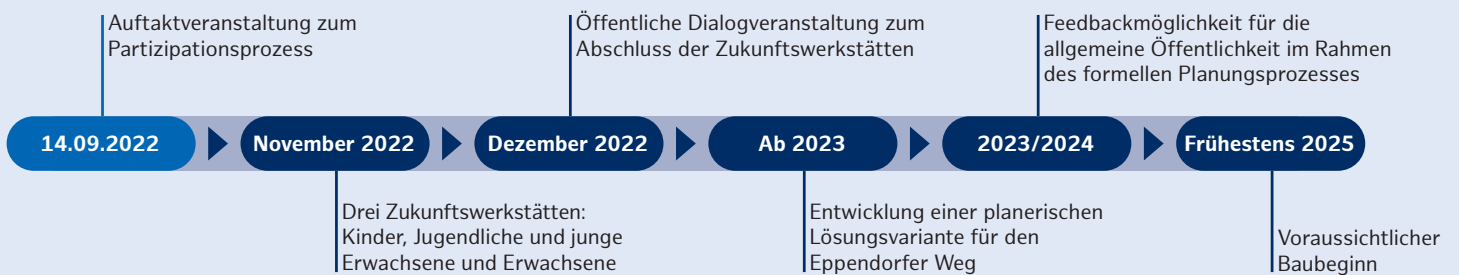 Auftaktveranstaltung zum
Partizipationsprozess
Öffentliche Dialogveranstaltung zum
Abschluss der Zukunftswerkstätten
Feedbackmöglichkeit für die
allgemeine Öffentlichkeit im Rahmen
des formellen Planungsprozesses
14.09.2022
November 2022
Dezember 2022
Ab 2023
2023/2024
Frühestens 2025
Drei Zukunftswerkstätten:
Kinder, Jugendliche und junge
Erwachsene und Erwachsene
Entwicklung einer planerischen
Lösungsvariante für den
Eppendorfer Weg
Voraussichtlicher
Baubeginn